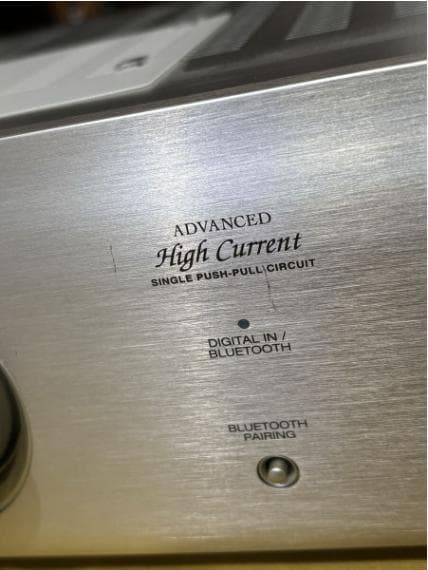 ADVANCED
High Current
SINGLE PUSH-PULL CIRCUIT
DIGITAL IN /
BLUETOOTH
BLUETOOTH
PAIRING